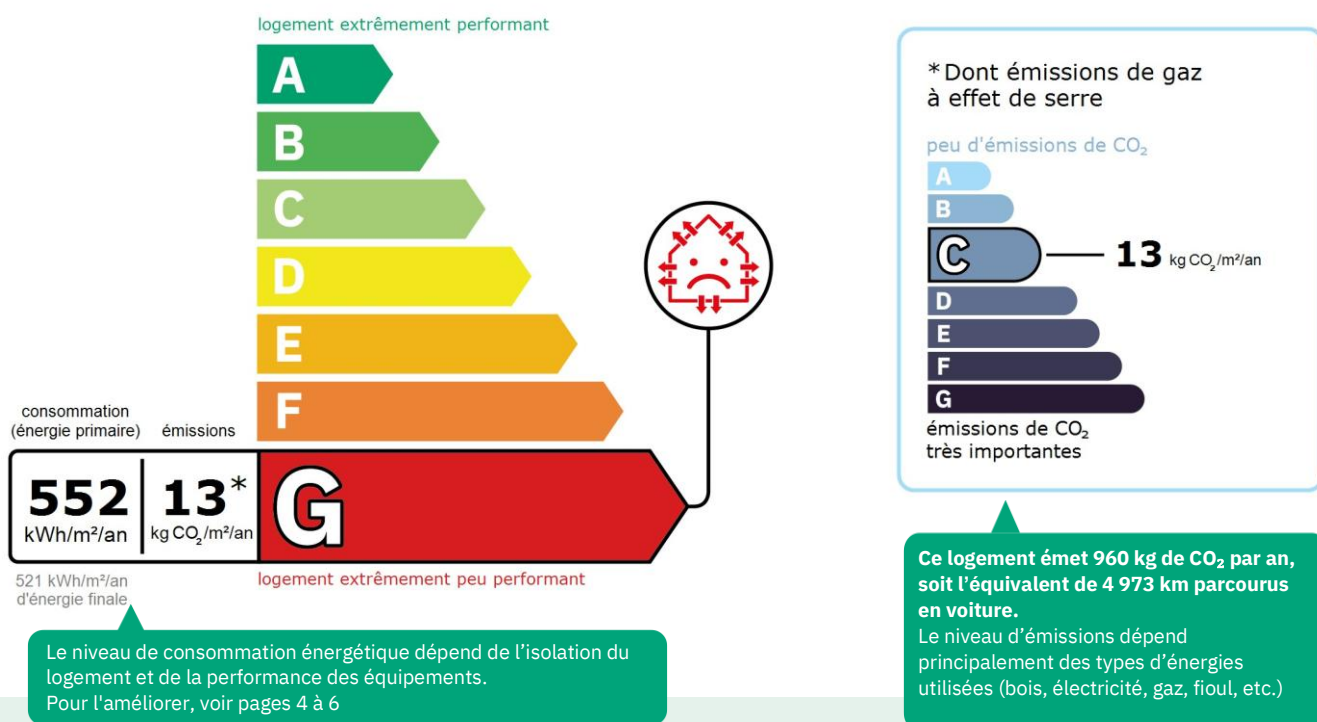 logement extrêmement performant
A
B
C
D
E
F
consommation
(énergie primaire)
émissions
552
kWh/m²/an
13*
kg CO₂/m²/an
G
521 kWh/m²/an
d'énergie finale
logement extrêmement peu performant
Le niveau de consommation énergétique dépend de l’isolation du
logement et de la performance des équipements.
Pour l'améliorer, voir pages 4 à 6
*Dont émissions de gaz
à effet de serre
peu d'émissions de CO₂
A
B
C
13 kg CO₂/m²/an
D
E
F
G
émissions de CO₂
très importantes
Ce logement émet 960 kg de CO₂ par an,
soit l’équivalent de 4 973 km parcourus
en voiture.
Le niveau d’émissions dépend
principalement des types d’énergies
utilisées (bois, électricité, gaz, fioul, etc.)